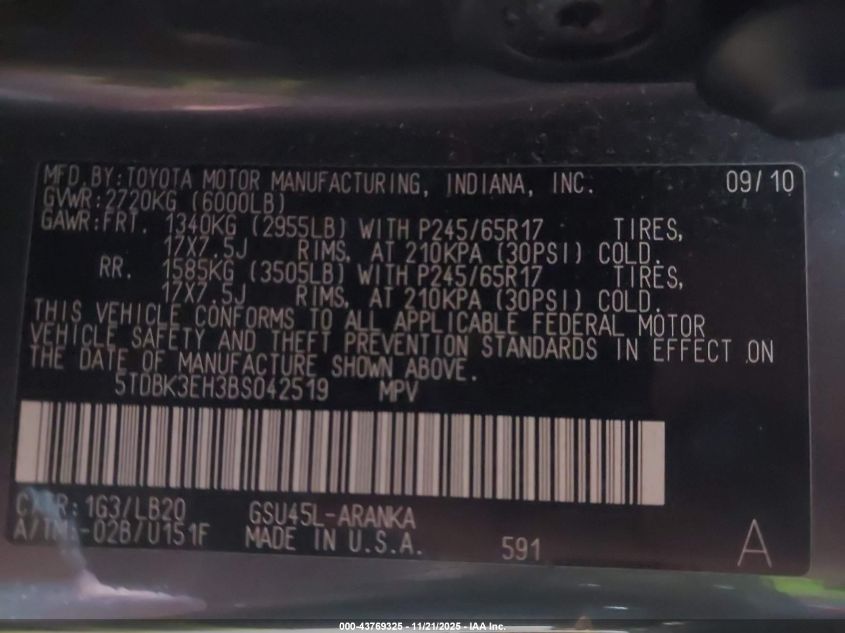 MFD.BY:TOYOTA MOTOR MANUFACTURING, INDIANA, INC. 09/10
GVWR:2720KG (6000LB)
GAWR:FRT. 1340KG (2955LB) WITH P245/65R17 TIRES,
17X7.5J RIMS, AT 210KPA (30PSI) COLD.
RR. 1585KG (3505LB) WITH P245/65R17 TIRES,
17X7.5J RIMS, AT 210KPA (30PSI) COLD.
THIS VEHICLE CONFORMS TO ALL APPLICABLE FEDERAL MOTOR
VEHICLE SAFETY AND THEFT PREVENTION STANDARDS IN EFFECT ON
THE DATE OF MANUFACTURE SHOWN ABOVE.
5TDBK3EH3BS042519 MPV
C/TR:1G3/LB20 GSU45L-ARANKA
A/TM:-02B/U151F MADE IN U.S.A. 591 A
000-43769325 - 11/21/2025 - IAA Inc.